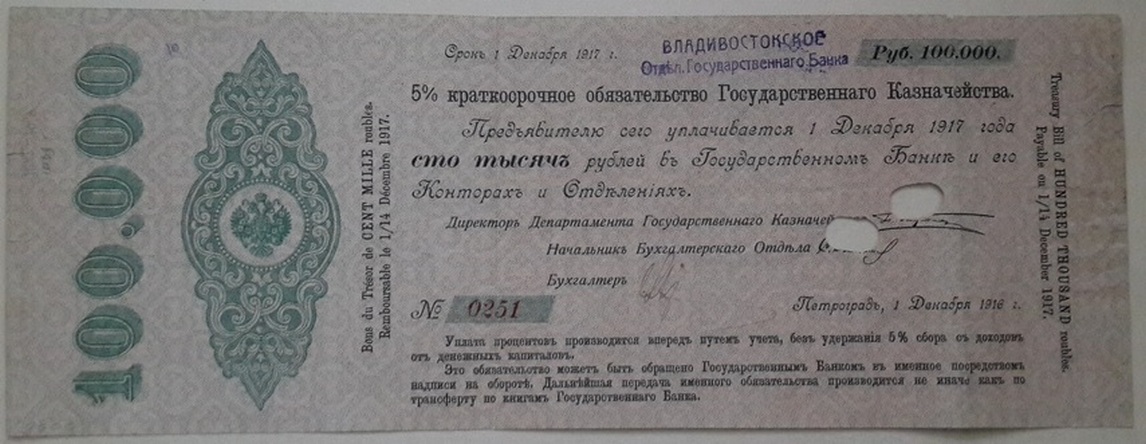 100.000
Bons du Trésor de CENT MILLE roubles.
Remboursable le 1/14 Décembre 1917.
Срокъ 1 Декабря 1917 г.
ВЛАДИВОСТОКСКОЕ
Отдѣл. Государственнаго Банка
Руб. 100.000.
5% краткосрочное обязательство Государственнаго Казначейства.
Предъявителю сего уплачивается 1 Декабря 1917 года
сто тысячъ рублей въ Государственномъ Банкѣ и его
Конторахъ и Отдѣленіяхъ.
Директоръ Департамента Государственнаго Казначей
Начальникъ Бухгалтерскаго Отдѣла
Бухгалтеръ
№ 0251
Петроградъ, 1 Декабря 1916 г.
Уплата процентовъ производится впередъ путемъ учета, безъ удержанія 5% сбора съ доходовъ
отъ денежныхъ капиталовъ.
Это обязательство можетъ быть обращено Государственнымъ Банкомъ въ именное посредствомъ
надписи на оборотѣ. Дальнѣйшая передача именного обязательства производится не иначе какъ по
трансферту по книгамъ Государственнаго Банка.
Treasury Bill of HUNDRED THOUSAND roubles.
Payable on 1/14 December 1917.